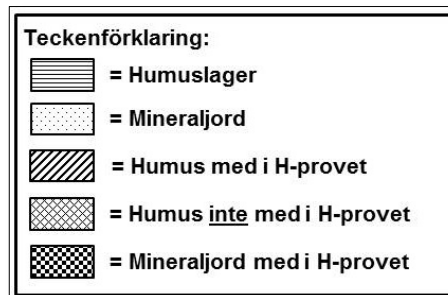 Teckenförklaring:
= Humuslager
= Mineraljord
= Humus med i H-provet
= Humus inte med i H-provet
= Mineraljord med i H-provet